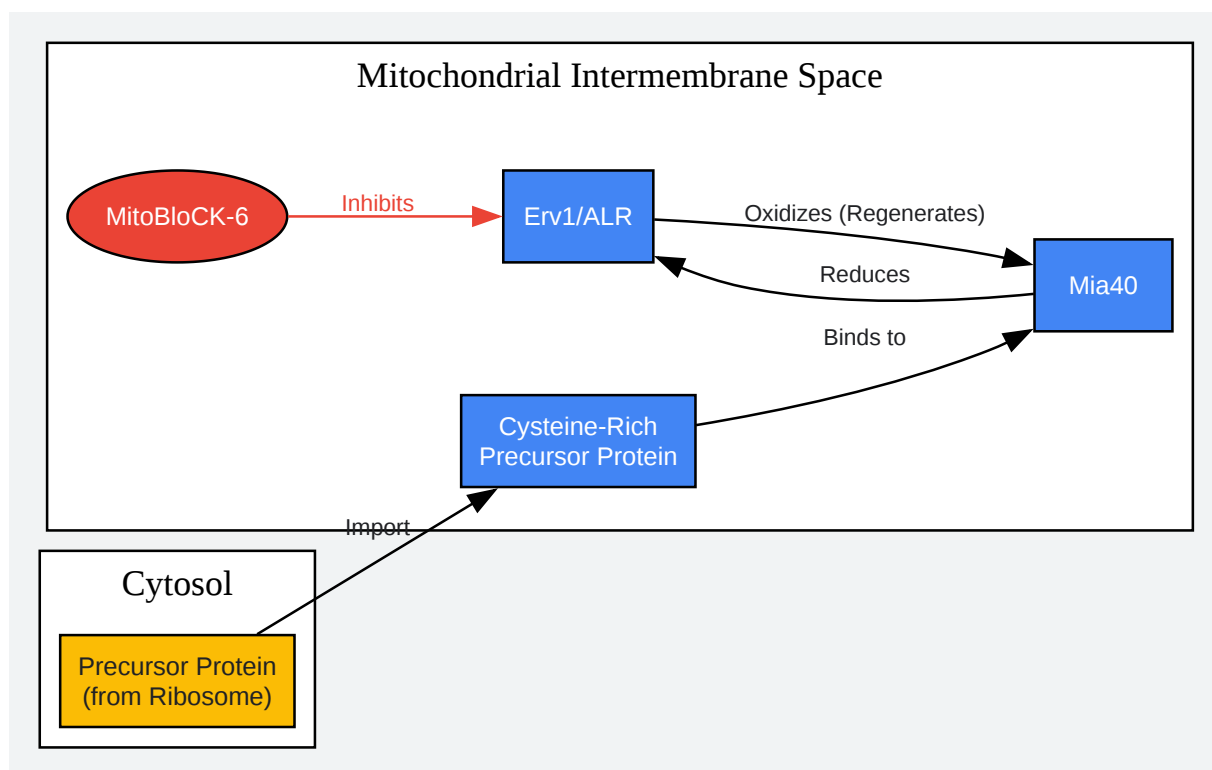 Mitochondrial Intermembrane Space
MitoBloCK-6
Inhibits
Erv1/ALR
Oxidizes (Regenerates)
Reduces
Mia40
Binds to
Cysteine-Rich
Precursor Protein
Import
Cytosol
Precursor Protein
(from Ribosome)